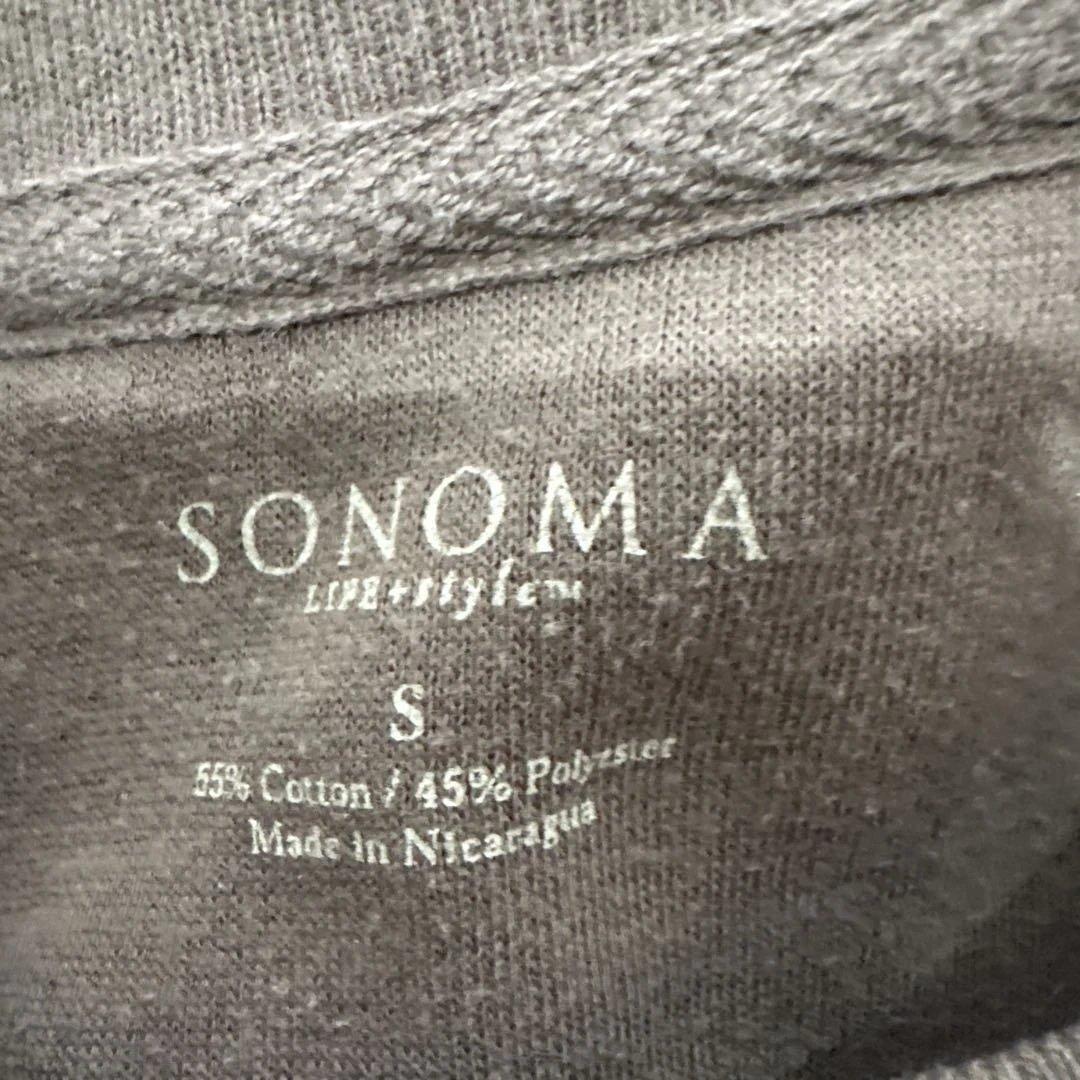 SONOMA
LIFE+style™
S
55% Cotton / 45% Polyester
Made in Nicaragua